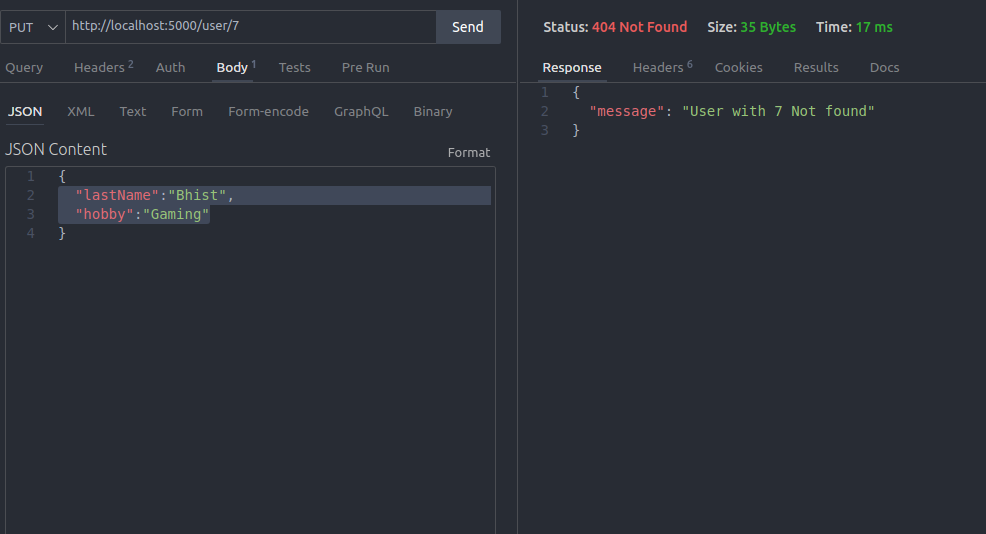 PUT http://localhost:5000/user/7 Send
Query Headers 2 Auth Body 1 Tests Pre Run
JSON XML Text Form Form-encode GraphQL Binary
JSON Content Format
1 {
2 "lastName":"Bhist",
3 "hobby":"Gaming"
4 }
Status: 404 Not Found Size: 35 Bytes Time: 17 ms
Response Headers 6 Cookies Results Docs
1 {
2 "message": "User with 7 Not found"
3 }